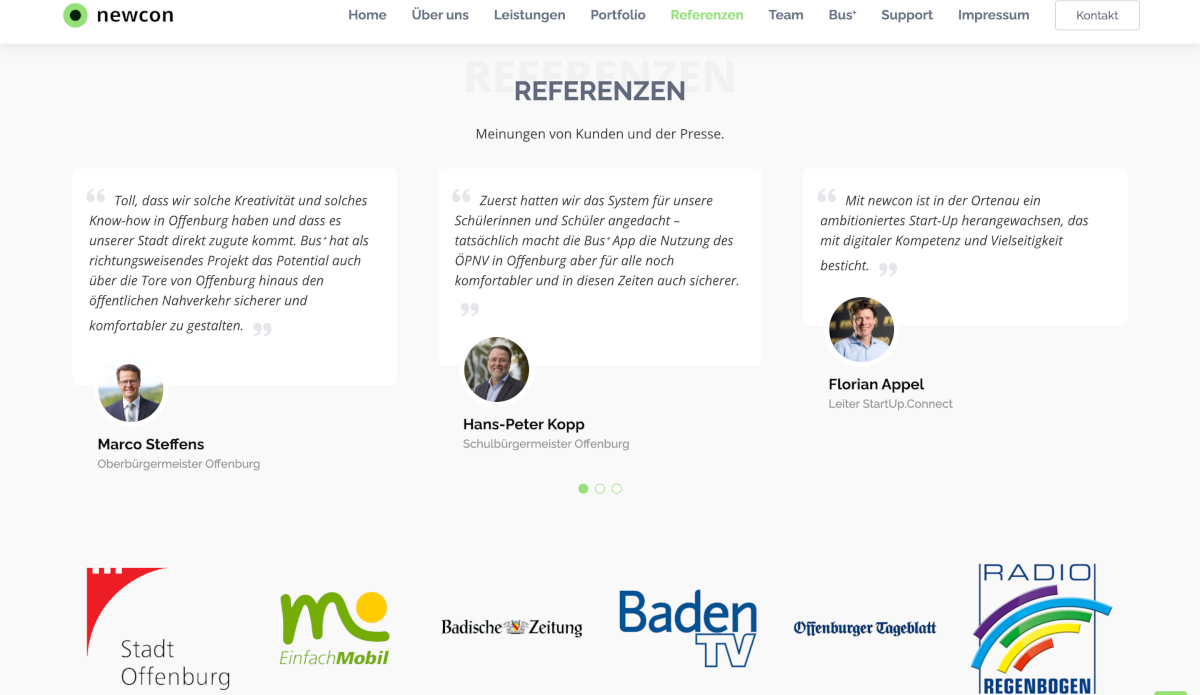 newcon
Home Über uns Leistungen Portfolio Referenzen Team Bus⁺ Support Impressum Kontakt
REFERENZEN
REFERENZEN
Meinungen von Kunden und der Presse.
“ Toll, dass wir solche Kreativität und solches
Know-how in Offenburg haben und dass es
unserer Stadt direkt zugute kommt. Bus⁺ hat als
richtungsweisendes Projekt das Potential auch
über die Tore von Offenburg hinaus den
öffentlichen Nahverkehr sicherer und
komfortabler zu gestalten. ”
Marco Steffens
Oberbürgermeister Offenburg
“ Zuerst hatten wir das System für unsere
Schülerinnen und Schüler angedacht –
tatsächlich macht die Bus⁺ App die Nutzung des
ÖPNV in Offenburg aber für alle noch
komfortabler und in diesen Zeiten auch sicherer.
”
Hans-Peter Kopp
Schulbürgermeister Offenburg
“ Mit newcon ist in der Ortenau ein
ambitioniertes Start-Up herangewachsen, das
mit digitaler Kompetenz und Vielseitigkeit
besticht. ”
Florian Appel
Leiter StartUp.Connect
Stadt
Offenburg
mo
EinfachMobil
Badische Zeitung
Baden
TV
Offenburger Tageblatt
RADIO
REGENBOGEN